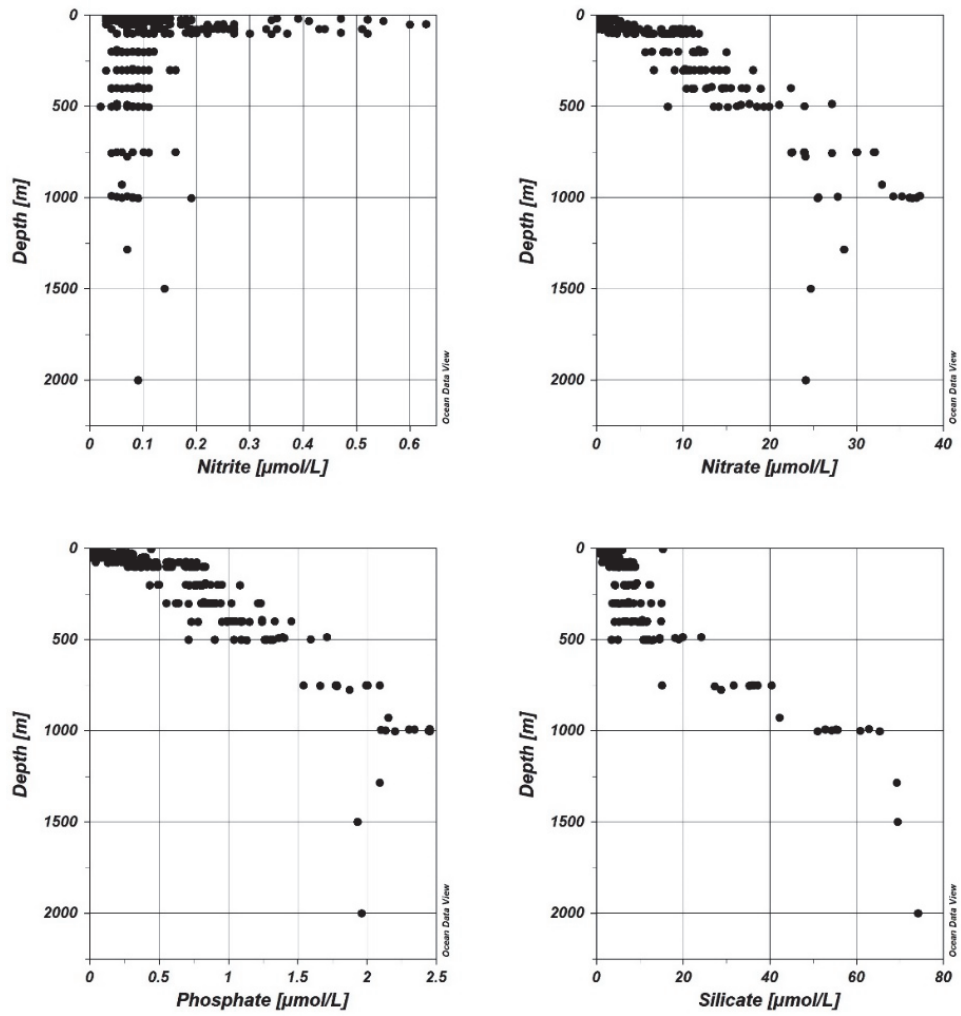 0
500
1000
1500
2000
Depth [m]
0 0.1 0.2 0.3 0.4 0.5 0.6
Nitrite [µmol/L]
Ocean Data View
0
500
1000
1500
2000
Depth [m]
0 10 20 30 40
Nitrate [µmol/L]
Ocean Data View
0
500
1000
1500
2000
Depth [m]
0 0.5 1 1.5 2 2.5
Phosphate [µmol/L]
Ocean Data View
0
500
1000
1500
2000
Depth [m]
0 20 40 60 80
Silicate [µmol/L]
Ocean Data View